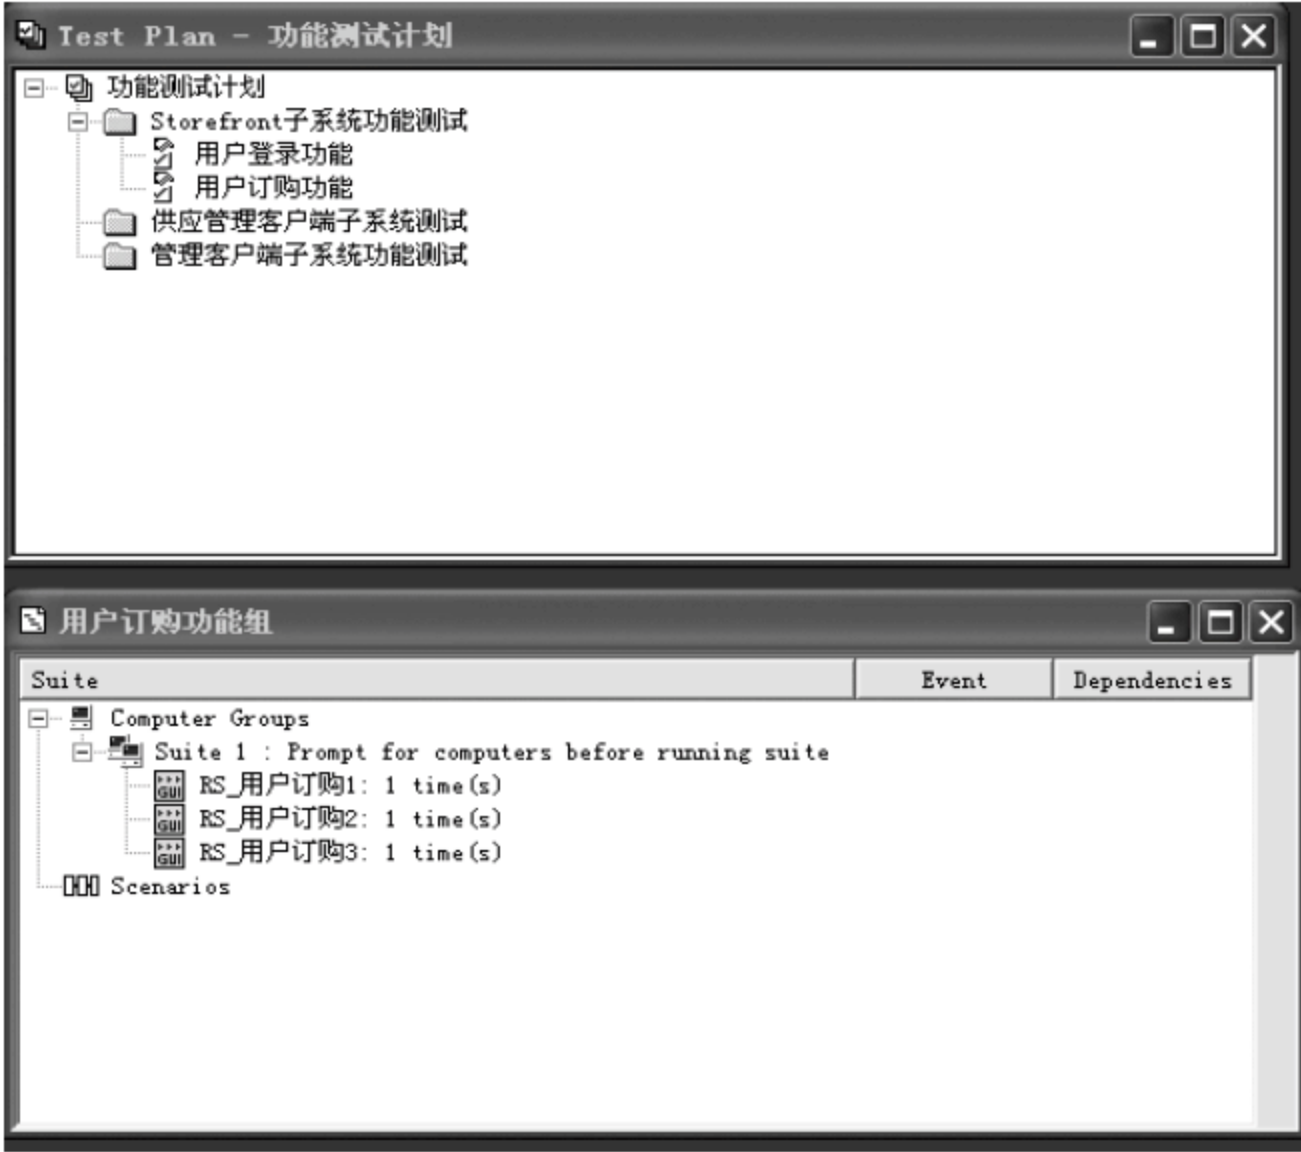 Test Plan - 功能测试计划
功能测试计划
Storefront子系统功能测试
用户登录功能
用户订购功能
供应管理客户端子系统测试
管理客户端子系统功能测试
用户订购功能组
Suite Event Dependencies
Computer Groups
Suite 1 : Prompt for computers before running suite
GUI RS_用户订购1: 1 time(s)
GUI RS_用户订购2: 1 time(s)
GUI RS_用户订购3: 1 time(s)
Scenarios